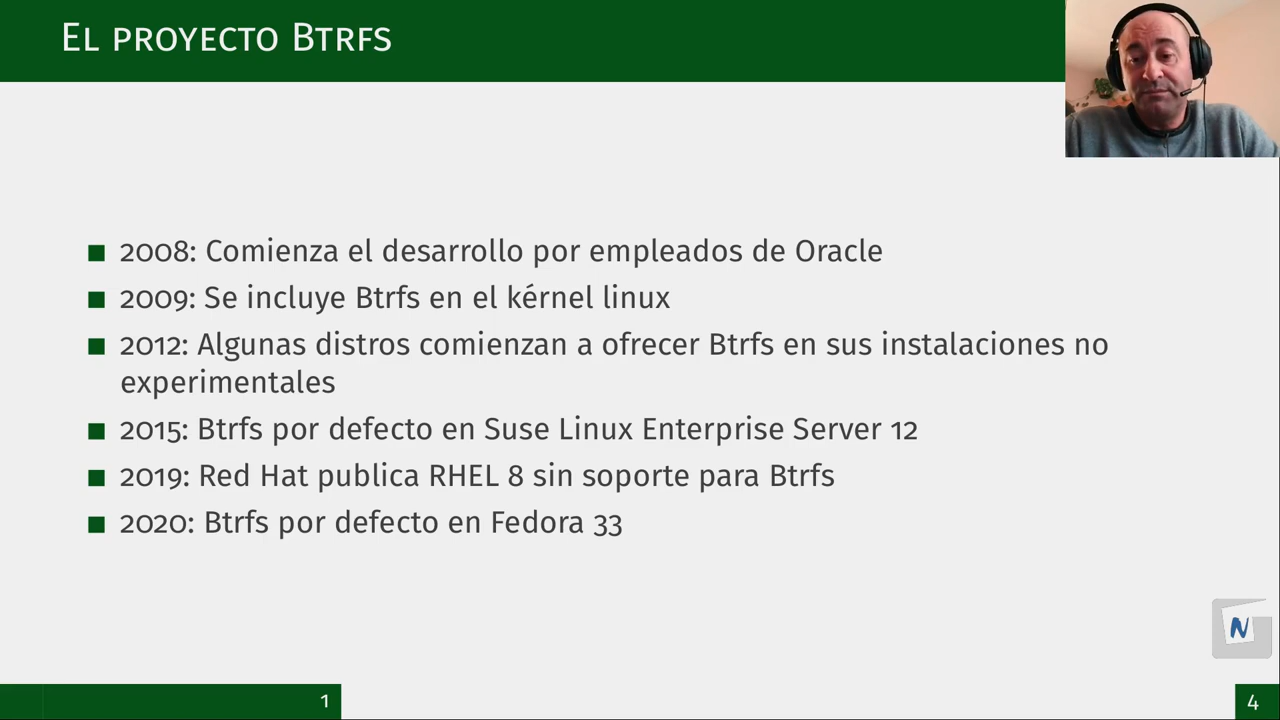 El proyecto Btrfs
2008: Comienza el desarrollo por empleados de Oracle
2009: Se incluye Btrfs en el kérnel linux
2012: Algunas distros comienzan a ofrecer Btrfs en sus instalaciones no
experimentales
2015: Btrfs por defecto en Suse Linux Enterprise Server 12
2019: Red Hat publica RHEL 8 sin soporte para Btrfs
2020: Btrfs por defecto en Fedora 33
N
1
4